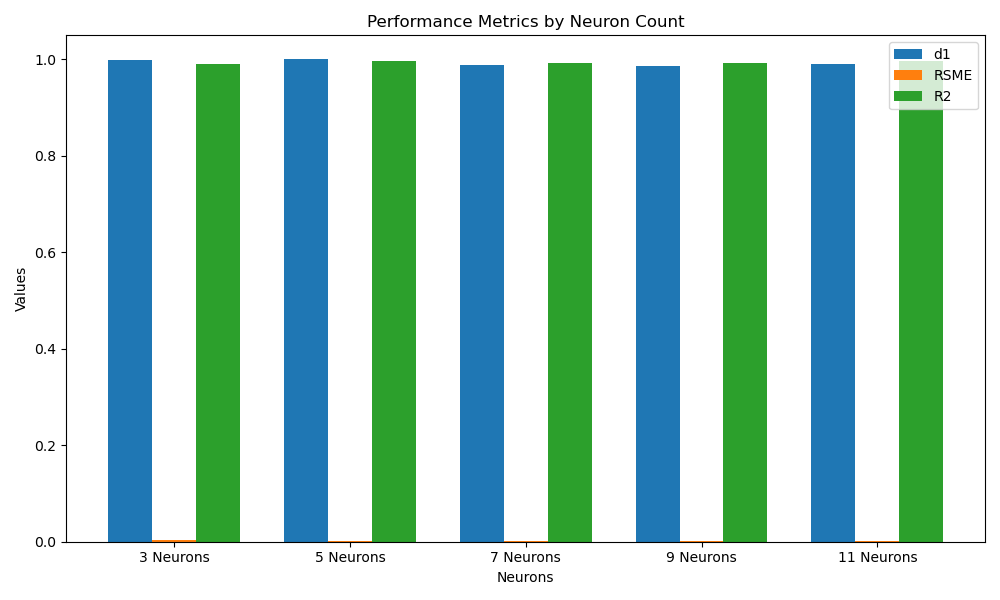 Performance Metrics by Neuron Count
d1
RSME
R2
1.0
0.8
0.6
0.4
0.2
0.0
Values
3 Neurons
5 Neurons
7 Neurons
9 Neurons
11 Neurons
Neurons